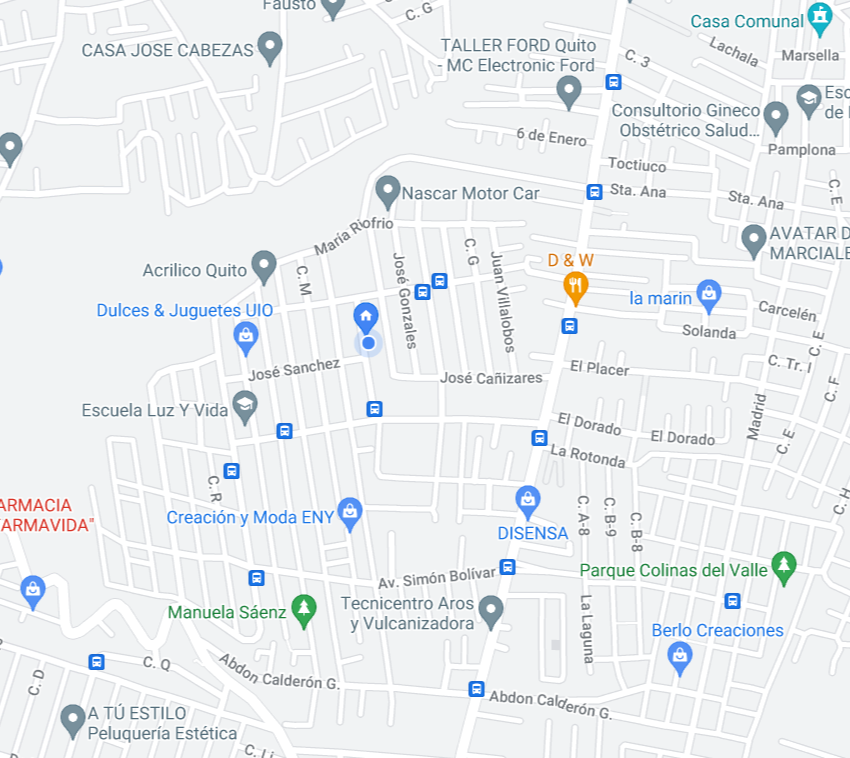 Fausto
C. G
Casa Comunal
CASA JOSE CABEZAS
TALLER FORD Quito
- MC Electronic Ford
C. 3
Lachala
Marsella
Consultorio Gineco
Obstétrico Salud...
Esc
de
6 de Enero
Pamplona
Toctiuco
Sta. Ana
Sta. Ana
C. E
Nascar Motor Car
María Riofrio
AVATAR D
MARCIALE
C. G
Juan Villalobos
José Gonzales
D & W
Acrilico Quito
C. M
la marin
Carcelén
Dulces & Juguetes UIO
Solanda
C. E
José Sanchez
José Cañizares
El Placer
C. Tr. I
C. F
Escuela Luz Y Vida
Madrid
El Dorado
El Dorado
C. E
La Rotonda
C. R
ARMACIA
ARMAVIDA"
C. H
Creación y Moda ENY
DISENSA
C. A-8
C. B-9
C. B-8
Av. Simón Bolívar
Parque Colinas del Valle
Manuela Sáenz
Tecnicentro Aros
y Vulcanizadora
La Laguna
Berlo Creaciones
C. Q
Abdon Calderón G.
C. D
Abdon Calderón G.
A TÚ ESTILO
Peluquería Estética